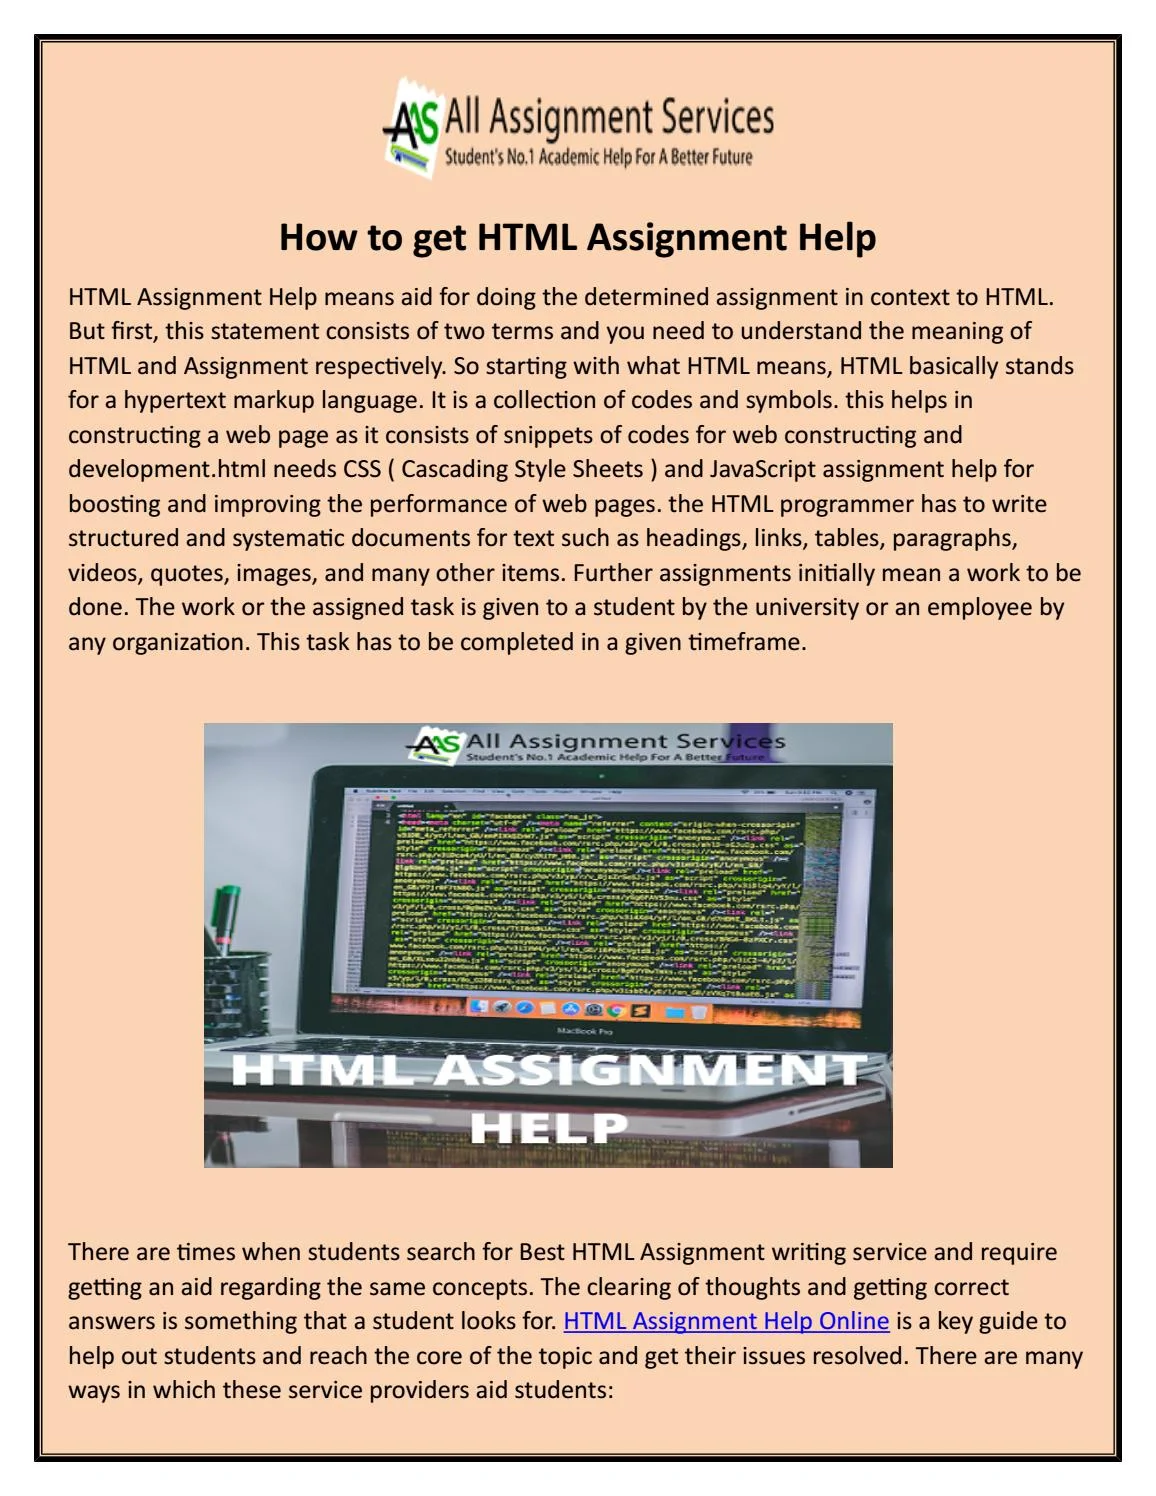 AAS All Assignment Services
Student's No.1 Academic Help For A Better Future
How to get HTML Assignment Help
HTML Assignment Help means aid for doing the determined assignment in context to HTML.
But first, this statement consists of two terms and you need to understand the meaning of
HTML and Assignment respectively. So starting with what HTML means, HTML basically stands
for a hypertext markup language. It is a collection of codes and symbols. this helps in
constructing a web page as it consists of snippets of codes for web constructing and
development.html needs CSS ( Cascading Style Sheets ) and JavaScript assignment help for
boosting and improving the performance of web pages. the HTML programmer has to write
structured and systematic documents for text such as headings, links, tables, paragraphs,
videos, quotes, images, and many other items. Further assignments initially mean a work to be
done. The work or the assigned task is given to a student by the university or an employee by
any organization. This task has to be completed in a given timeframe.
AAS All Assignment Services
Student's No.1 Academic Help For A Better Future
MacBook Pro
HTML ASSIGNMENT
HELP
There are times when students search for Best HTML Assignment writing service and require
getting an aid regarding the same concepts. The clearing of thoughts and getting correct
answers is something that a student looks for. HTML Assignment Help Online is a key guide to
help out students and reach the core of the topic and get their issues resolved. There are many
ways in which these service providers aid students: